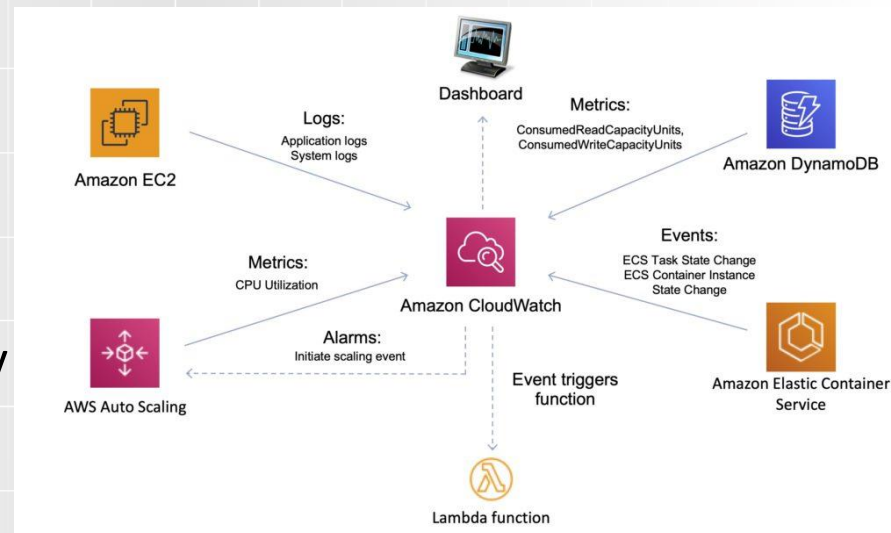 Dashboard
Logs:
Application logs
System logs
Metrics:
ConsumedReadCapacityUnits,
ConsumedWriteCapacityUnits
Amazon EC2
Amazon DynamoDB
Metrics:
CPU Utilization
Events:
ECS Task State Change
ECS Container Instance
State Change
Amazon CloudWatch
Alarms:
Initiate scaling event
y
AWS Auto Scaling
Event triggers
function
Amazon Elastic Container
Service
Lambda function